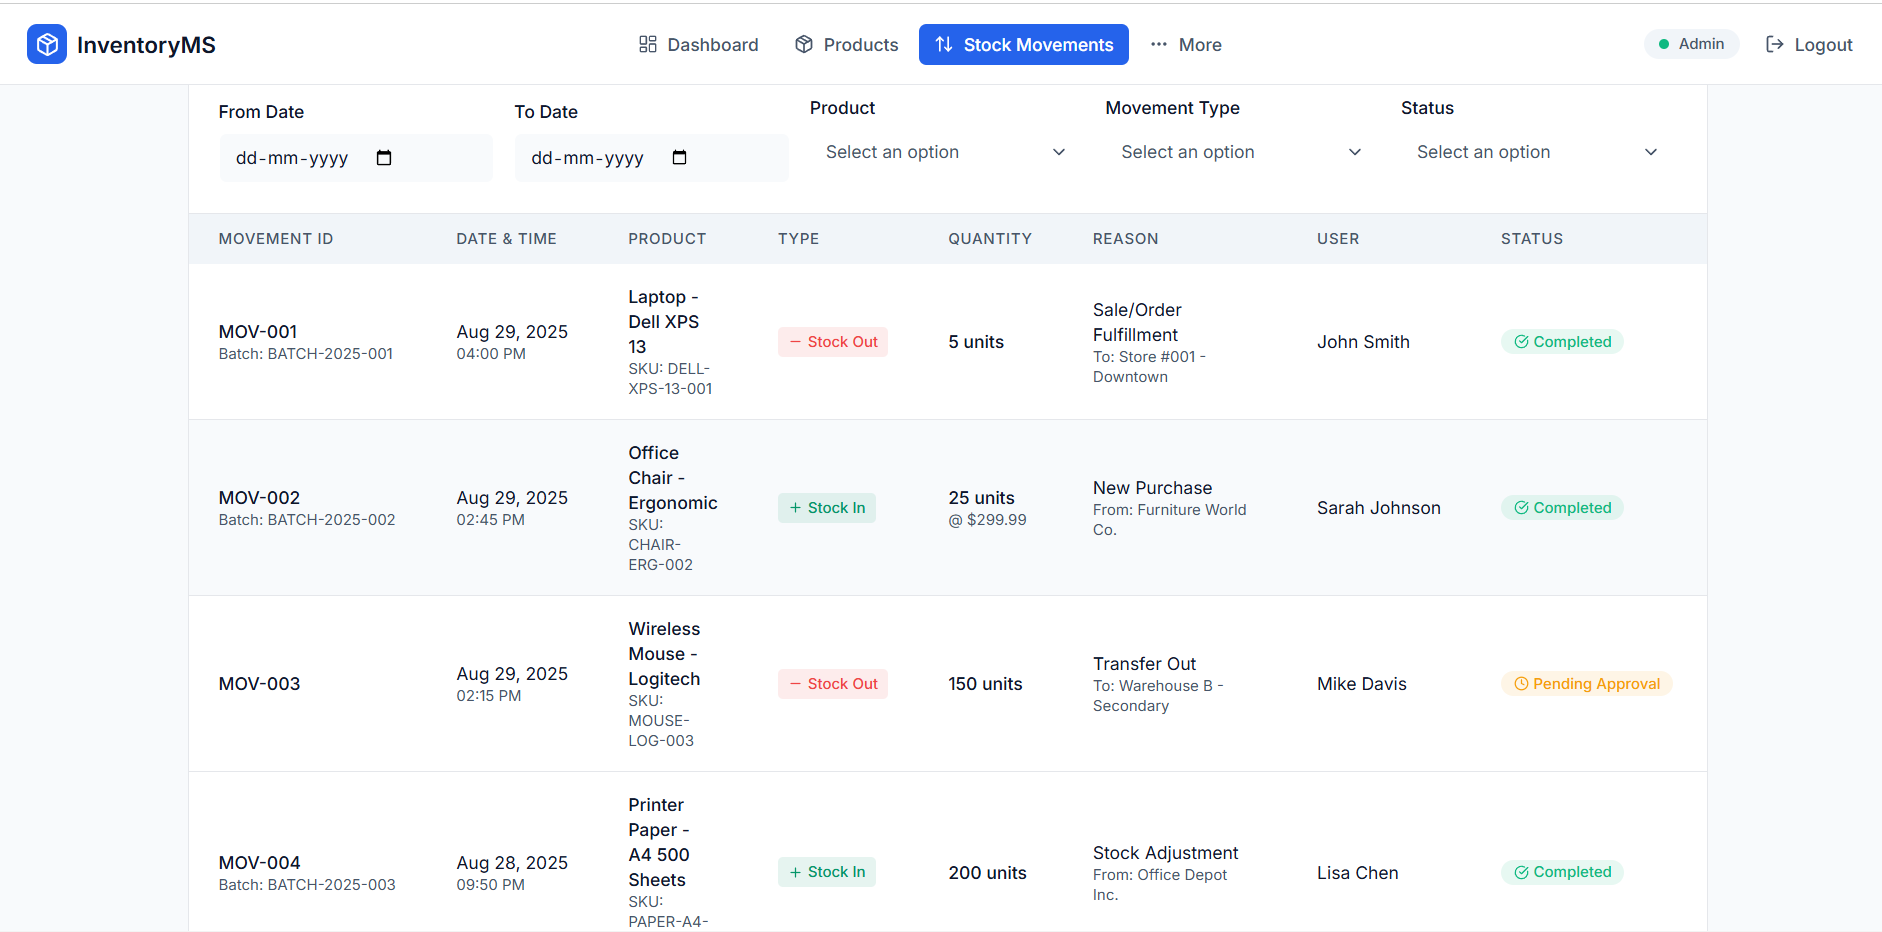 InventoryMS
Dashboard
Products
Stock Movements
More
Admin
Logout
From Date
To Date
Product
Movement Type
Status
dd-mm-yyyy
dd-mm-yyyy
Select an option
Select an option
Select an option
MOVEMENT ID
DATE & TIME
PRODUCT
TYPE
QUANTITY
REASON
USER
STATUS
MOV-001
Batch: BATCH-2025-001
Aug 29, 2025
04:00 PM
Laptop -
Dell XPS
13
SKU: DELL-
XPS-13-001
Stock Out
5 units
Sale/Order
Fulfillment
To: Store #001 -
Downtown
John Smith
Completed
MOV-002
Batch: BATCH-2025-002
Aug 29, 2025
02:45 PM
Office
Chair -
Ergonomic
SKU:
CHAIR-
ERG-002
Stock In
25 units
@ $299.99
New Purchase
From: Furniture World
Co.
Sarah Johnson
Completed
MOV-003
Aug 29, 2025
02:15 PM
Wireless
Mouse -
Logitech
SKU:
MOUSE-
LOG-003
Stock Out
150 units
Transfer Out
To: Warehouse B -
Secondary
Mike Davis
Pending Approval
MOV-004
Batch: BATCH-2025-003
Aug 28, 2025
09:50 PM
Printer
Paper -
A4 500
Sheets
SKU:
PAPER-A4-
Stock In
200 units
Stock Adjustment
From: Office Depot
Inc.
Lisa Chen
Completed